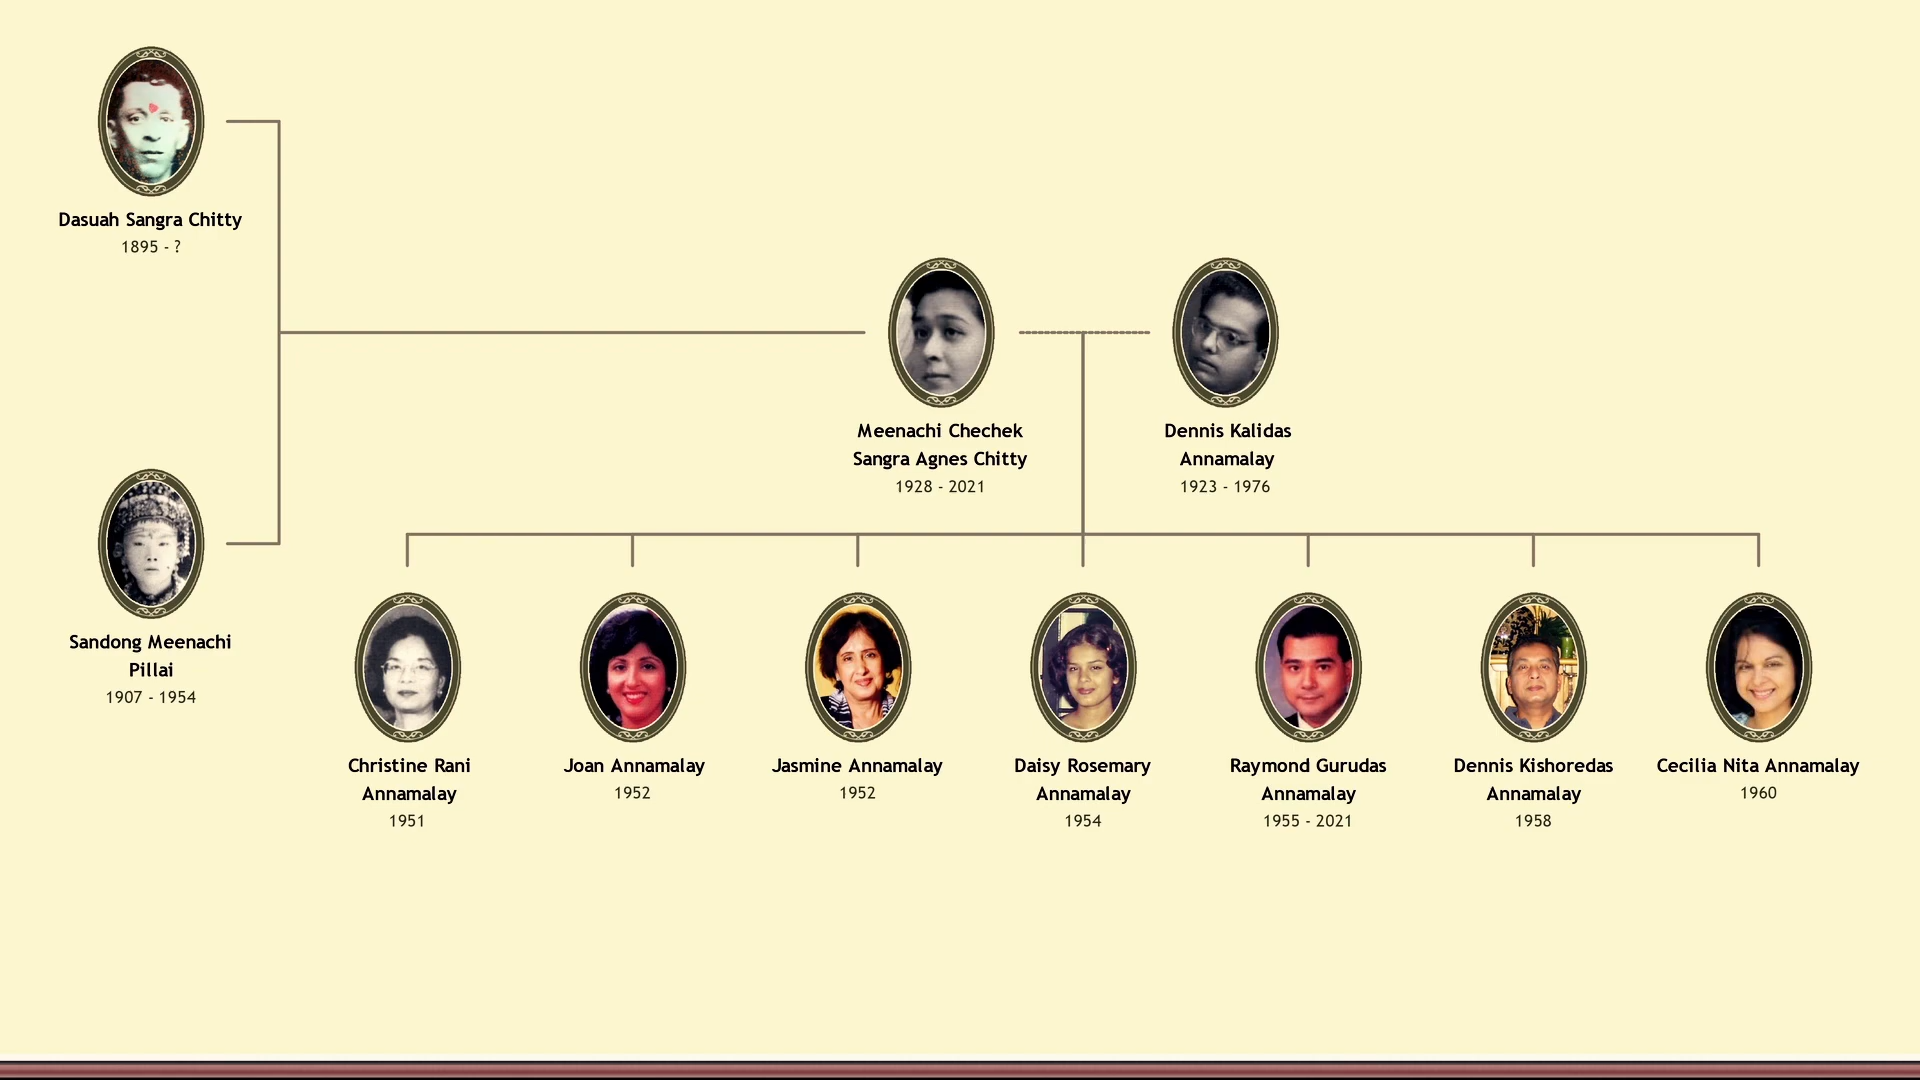 Dasuah Sangra Chitty
1895 - ?
Meenachi Chechek
Sangra Agnes Chitty
1928 - 2021
Dennis Kalidas
Annamalay
1923 - 1976
Sandong Meenachi
Pillai
1907 - 1954
Christine Rani
Annamalay
1951
Joan Annamalay
1952
Jasmine Annamalay
1952
Daisy Rosemary
Annamalay
1954
Raymond Gurudas
Annamalay
1955 - 2021
Dennis Kishoredas
Annamalay
1958
Cecilia Nita Annamalay
1960